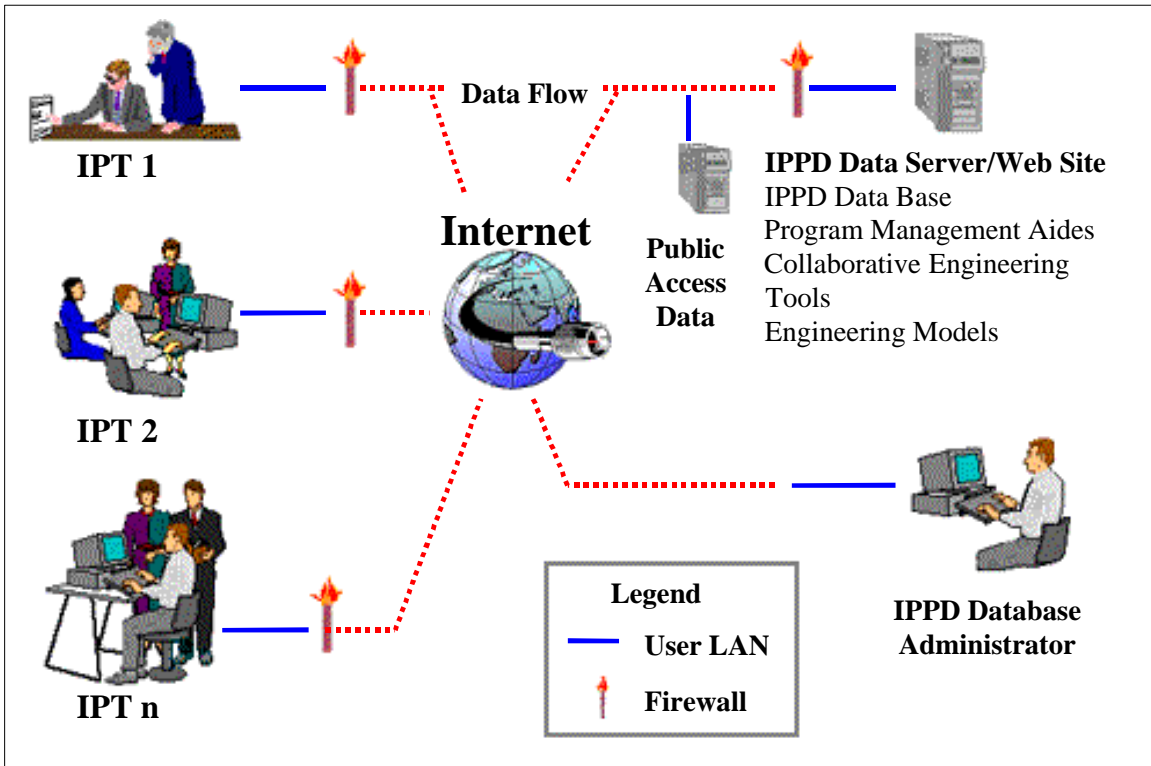 IPT 1
Data Flow
IPPD Data Server/Web Site
IPPD Data Base
Program Management Aides
Collaborative Engineering
Tools
Engineering Models
Public
Access
Data
Internet
IPT 2
IPT n
IPPD Database
Administrator
Legend
User LAN
Firewall